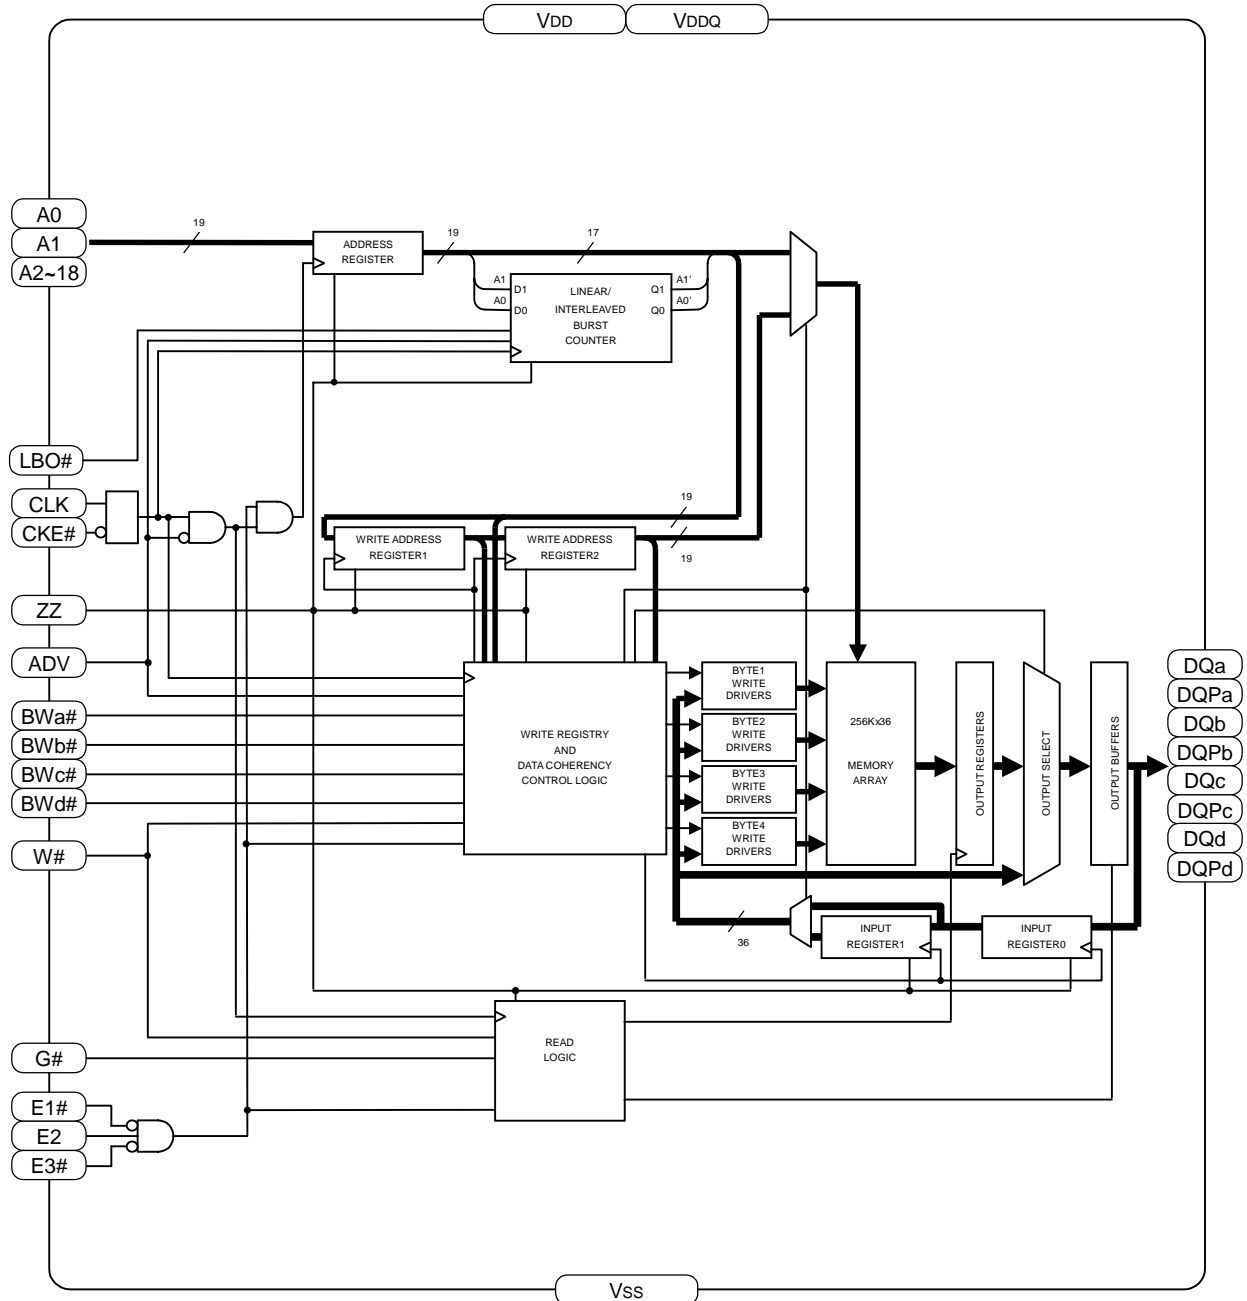 VDD
VDDQ
A0
A1
A2~18
19
ADDRESS
REGISTER
19
17
A1
A0
D1
D0
LINEAR/
INTERLEAVED
BURST
COUNTER
Q1
Q0
A1'
A0'
LBO#
CLK
CKE#
19
19
WRITE ADDRESS
REGISTER1
WRITE ADDRESS
REGISTER2
ZZ
ADV
BWa#
BWb#
BWc#
BWd#
W#
WRITE REGISTRY
AND
DATA COHERENCY
CONTROL LOGIC
BYTE1
WRITE
DRIVERS
BYTE2
WRITE
DRIVERS
BYTE3
WRITE
DRIVERS
BYTE4
WRITE
DRIVERS
256Kx36
MEMORY
ARRAY
OUTPUT REGISTERS
OUTPUT SELECT
OUTPUT BUFFERS
DQa
DQPa
DQb
DQPb
DQc
DQPc
DQd
DQPd
36
INPUT
REGISTER1
INPUT
REGISTER0
READ
LOGIC
G#
E1#
E2
E3#
VSS